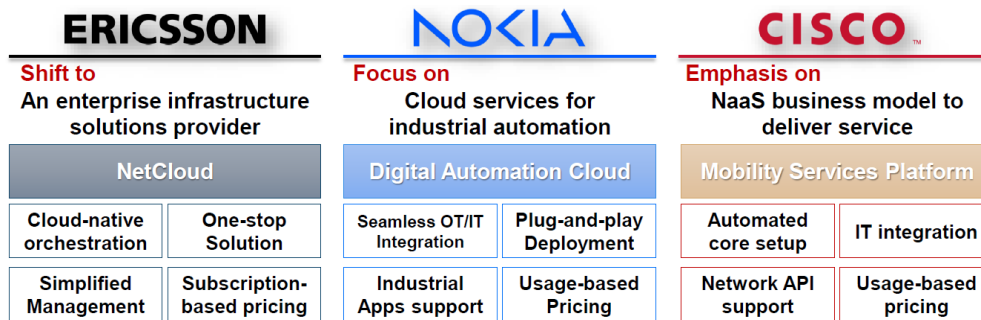 ERICSSON
Shift to
An enterprise infrastructure
solutions provider
NetCloud
Cloud-native
orchestration
One-stop
Solution
Simplified
Management
Subscription-
based pricing
NOKIA
Focus on
Cloud services for
industrial automation
Digital Automation Cloud
Seamless OT/IT
Integration
Plug-and-play
Deployment
Industrial
Apps support
Usage-based
Pricing
CISCO™
Emphasis on
NaaS business model to
deliver service
Mobility Services Platform
Automated
core setup
IT integration
Network API
support
Usage-based
pricing